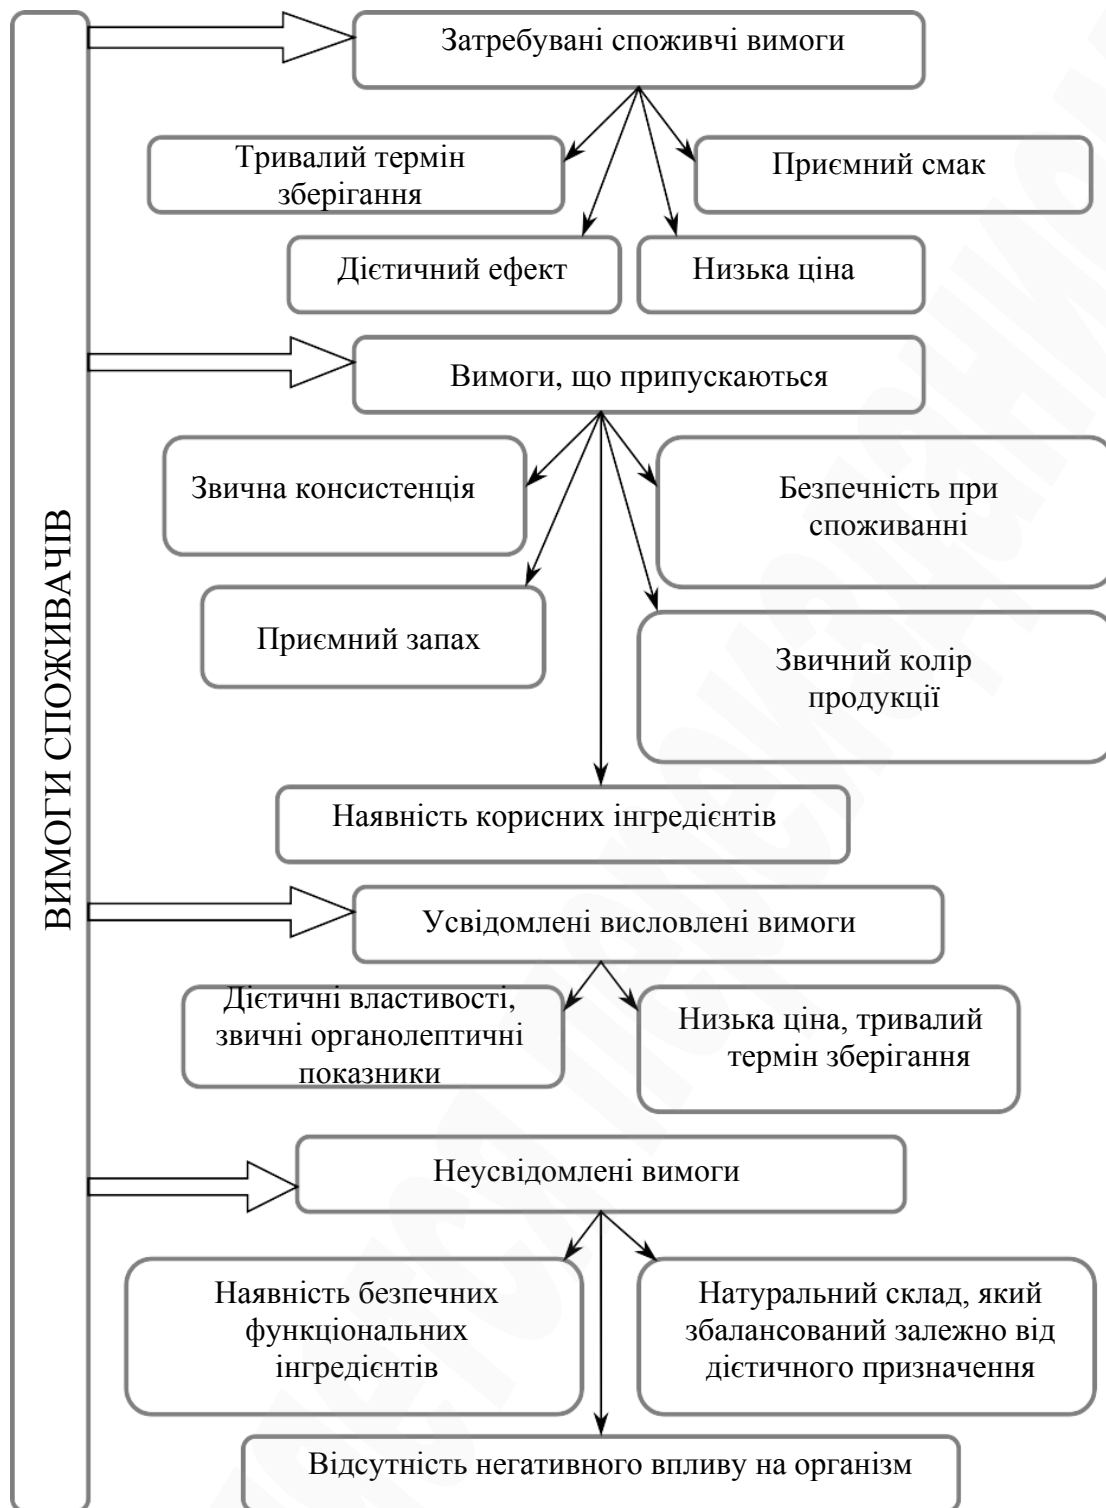 ВИМОГИ СПОЖИВАЧІВ
Затребувані споживчі вимоги
Тривалий термін
зберігання
Приємний смак
Дієтичний ефект
Низька ціна
Вимоги, що припускаються
Звична консистенція
Безпечність при
споживанні
Приємний запах
Звичний колір
продукції
Наявність корисних інгредієнтів
Усвідомлені висловлені вимоги
Дієтичні властивості,
звичні органолептичні
показники
Низька ціна, тривалий
термін зберігання
Неусвідомлені вимоги
Наявність безпечних
функціональних
інгредієнтів
Натуральний склад, який
збалансований залежно від
дієтичного призначення
Відсутність негативного впливу на організм